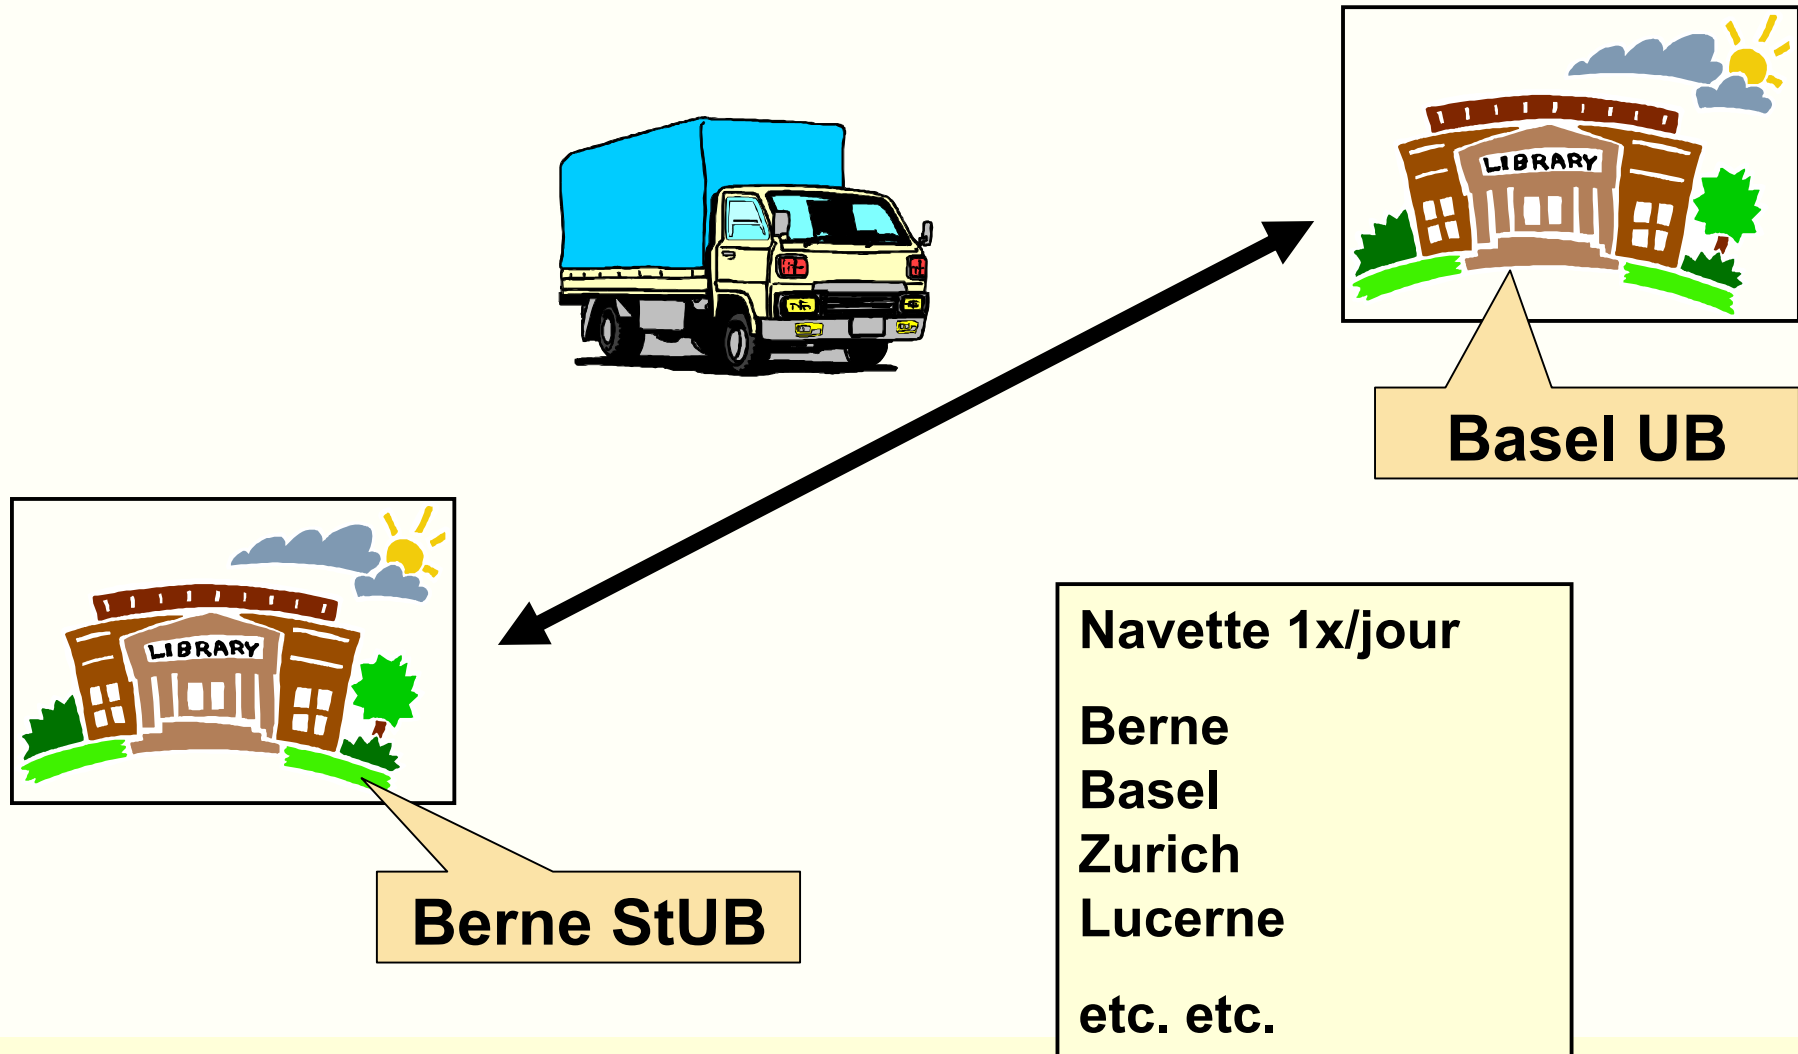 LIBRARY
Basel UB
LIBRARY
Berne StUB
Navette 1x/jour
Berne
Basel
Zurich
Lucerne
etc. etc.